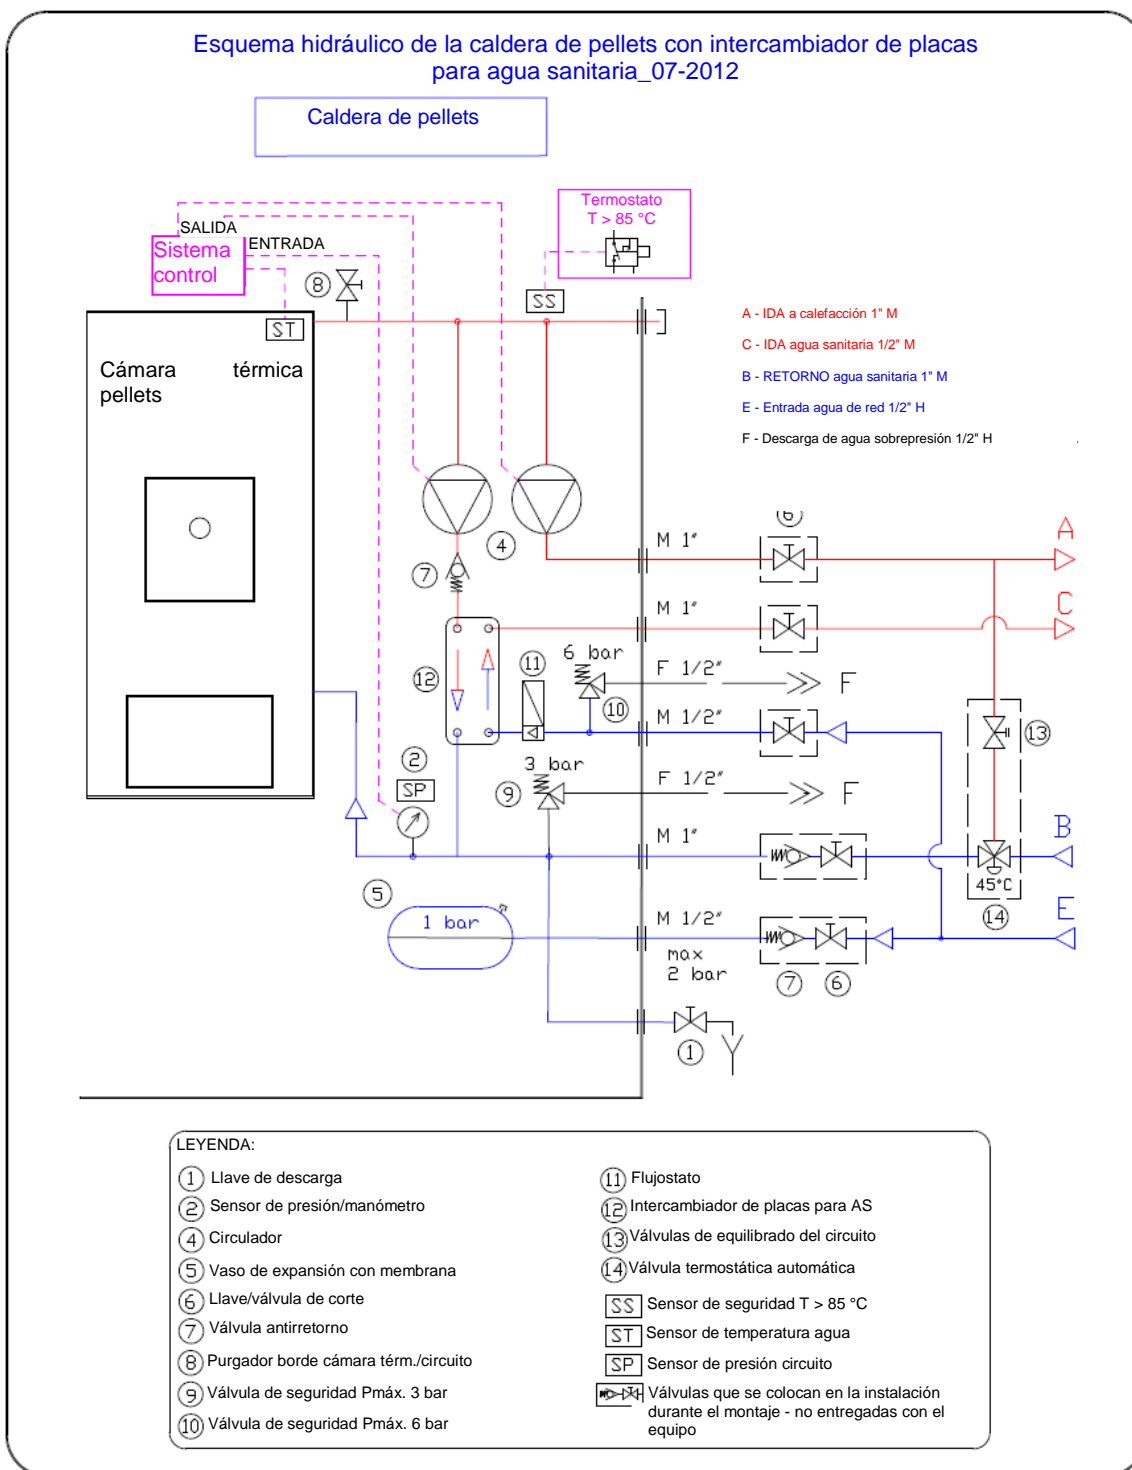 Esquema hidráulico de la caldera de pellets con intercambiador de placas
para agua sanitaria_07-2012
Caldera de pellets
Termostato
T > 85 °C
SALIDA
ENTRADA
Sistema
control
8
SS
ST
A - IDA a calefacción 1" M
C - IDA agua sanitaria 1/2" M
B - RETORNO agua sanitaria 1" M
E - Entrada agua de red 1/2" H
F - Descarga de agua sobrepresión 1/2" H
Cámara térmica
pellets
4
M 1"
6
A
7
M 1"
C
12
11
6 bar
10
F 1/2"
F
M 1/2"
13
2
SP
3 bar
9
F 1/2"
F
M 1"
B
45°C
14
5
1 bar
M 1/2"
E
max
2 bar
7
6
1
LEYENDA:
1 Llave de descarga
2 Sensor de presión/manómetro
4 Circulador
5 Vaso de expansión con membrana
6 Llave/válvula de corte
7 Válvula antirretorno
8 Purgador borde cámara térm./circuito
9 Válvula de seguridad Pmáx. 3 bar
10 Válvula de seguridad Pmáx. 6 bar
11 Flujostato
12 Intercambiador de placas para AS
13 Válvulas de equilibrado del circuito
14 Válvula termostática automática
SS Sensor de seguridad T > 85 °C
ST Sensor de temperatura agua
SP Sensor de presión circuito
Válvulas que se colocan en la instalación
durante el montaje - no entregadas con el
equipo